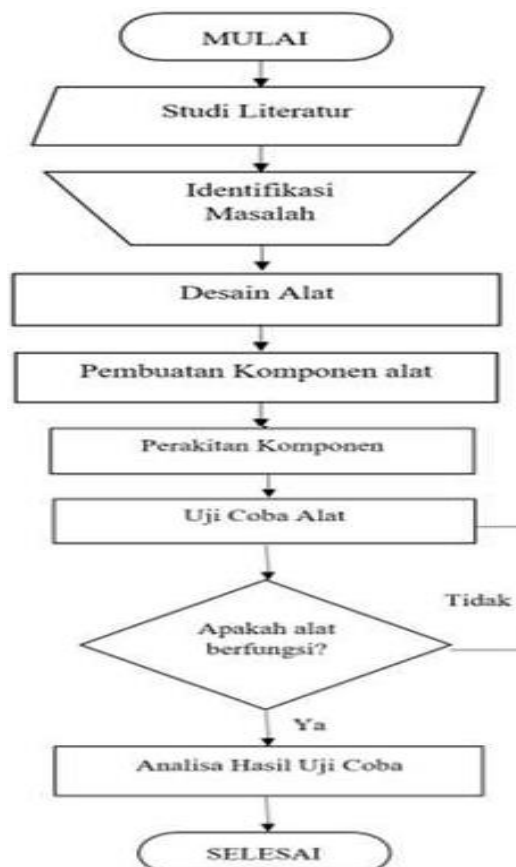 MULAI
Studi Literatur
Identifikasi
Masalah
Desain Alat
Pembuatan Komponen alat
Perakitan Komponen
Uji Coba Alat
Tidak
Apakah alat
berfungsi?
Ya
Analisa Hasil Uji Coba
SELESAI